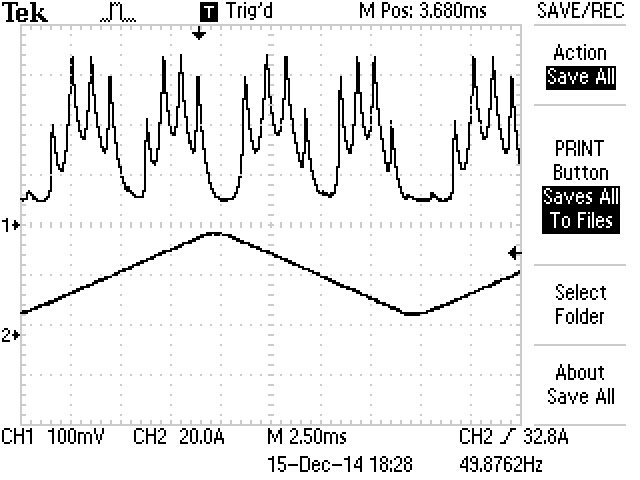 Tek T Trig'd M Pos: 3.680ms SAVE/REC
Action
Save All
PRINT
Button
Saves All
To Files
1
2
Select
Folder
About
Save All
CH1 100mV CH2 20.0A M 2.50ms CH2 32.8A
15-Dec-14 18:28 49.8762Hz